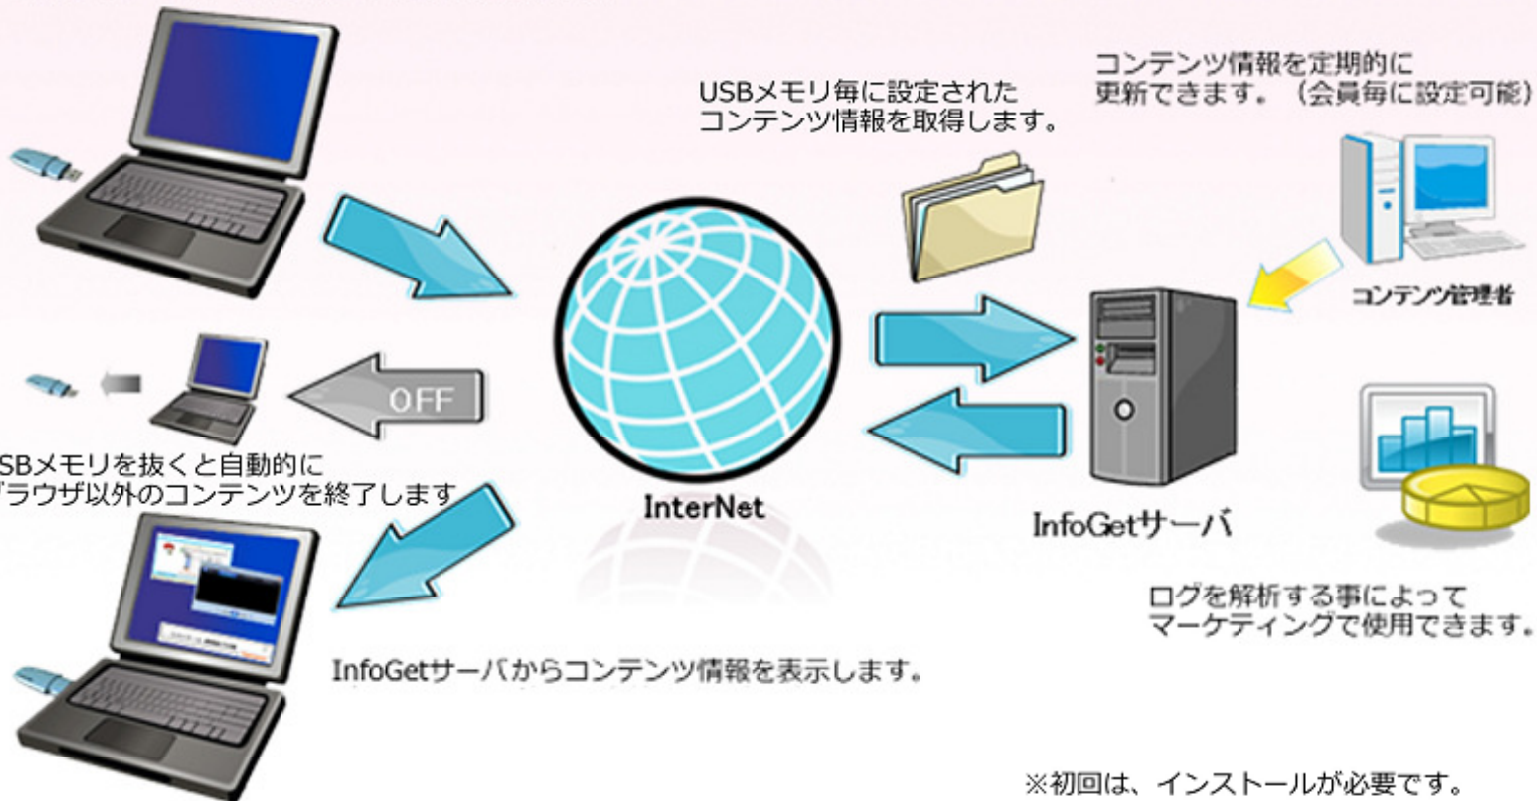 コンテンツ情報を定期的に
更新できます。（会員毎に設定可能）
USBメモリ毎に設定された
コンテンツ情報を取得します。
コンテンツ管理者
OFF
SBメモリを抜くと自動的に
ブラウザ以外のコンテンツを終了します
InterNet
InfoGetサーバ
ログを解析する事によって
マーケティングで使用できます。
InfoGetサーバからコンテンツ情報を表示します。
※初回は、インストールが必要です。